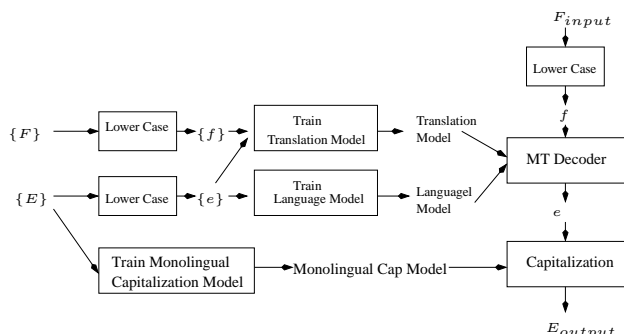 F_input
Lower Case
f
{F}
Lower Case
{f}
Train
Translation Model
Translation
Model
MT Decoder
{E}
Lower Case
{e}
Train
Language Model
Languagel
Model
e
Train Monolingual
Capitalization Model
Monolingual Cap Model
Capitalization
E_output